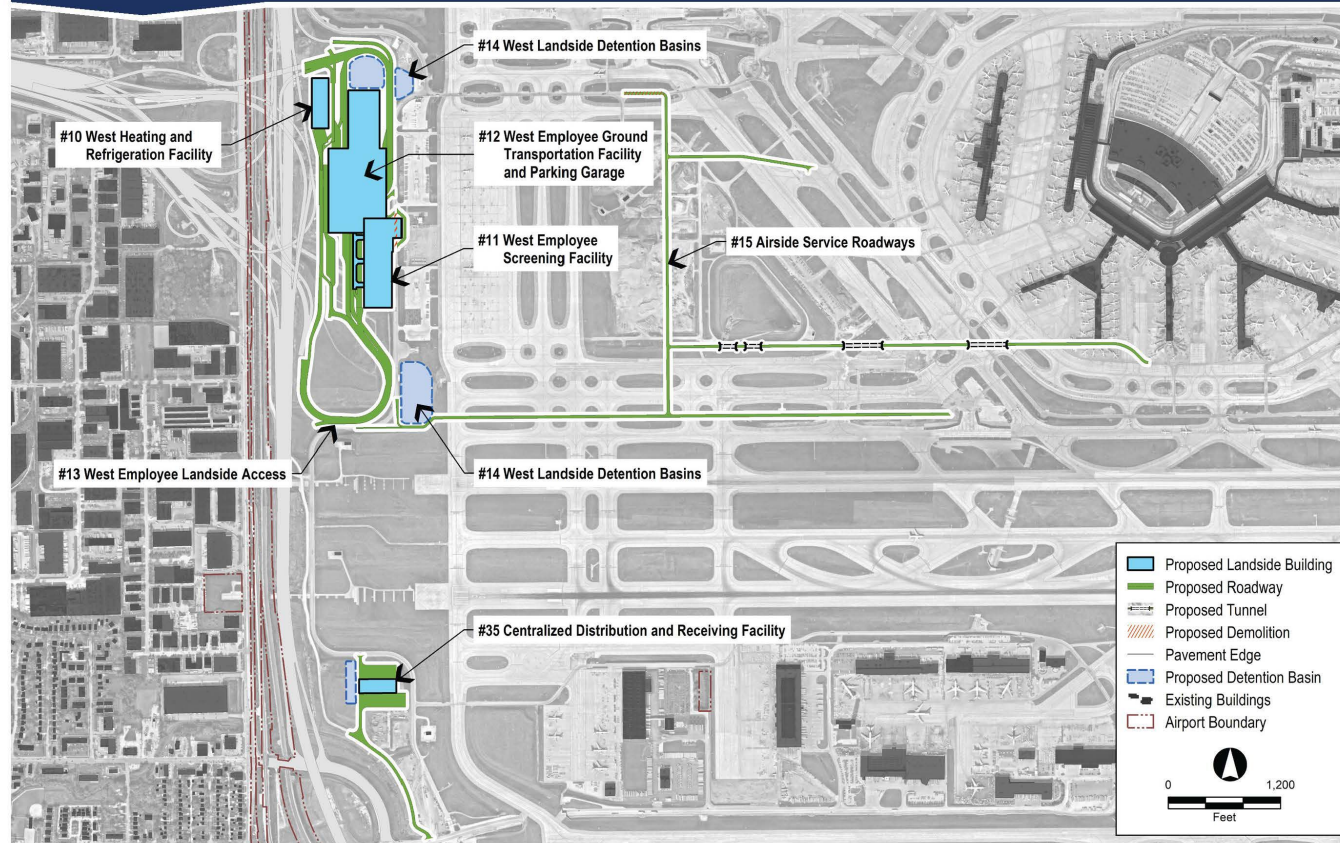 #14 West Landside Detention Basins
#10 West Heating and
Refrigeration Facility
#12 West Employee Ground
Transportation Facility
and Parking Garage
#11 West Employee
Screening Facility
#15 Airside Service Roadways
#13 West Employee Landside Access
#14 West Landside Detention Basins
#35 Centralized Distribution and Receiving Facility
Proposed Landside Building
Proposed Roadway
Proposed Tunnel
Proposed Demolition
Pavement Edge
Proposed Detention Basin
Existing Buildings
Airport Boundary
0 1,200
Feet